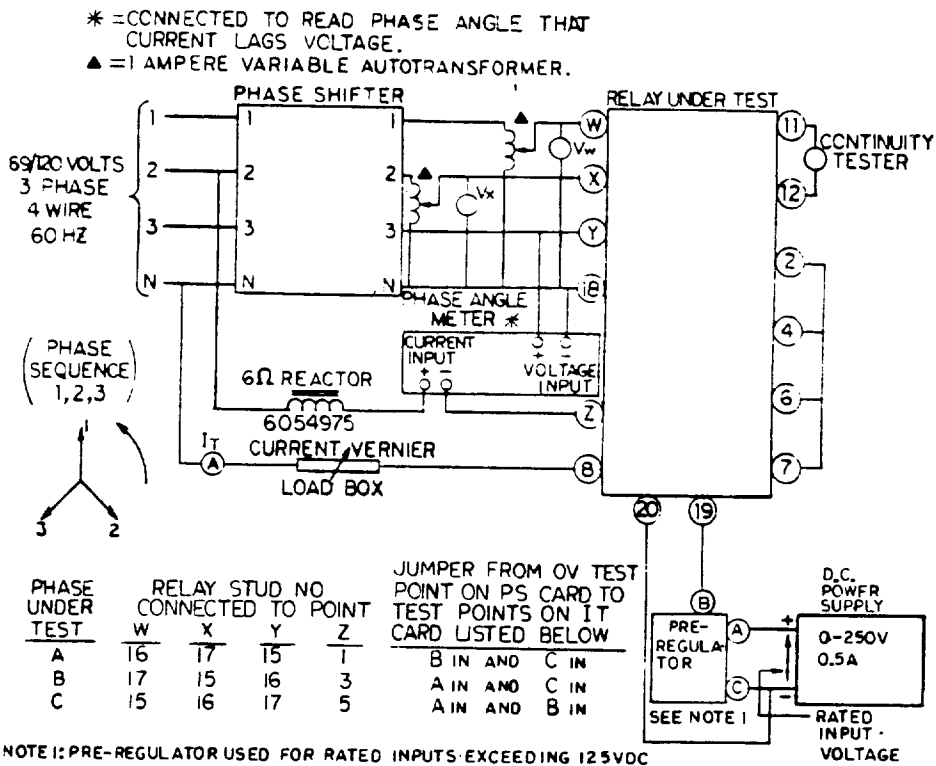 * = CONNECTED TO READ PHASE ANGLE THAT
CURRENT LAGS VOLTAGE.
▲ = 1 AMPERE VARIABLE AUTOTRANSFORMER.
PHASE SHIFTER
RELAY UNDER TEST
69/120 VOLTS
3 PHASE
4 WIRE
60 HZ
1
2
3
N
1
2
3
N
1
2
3
N
▲
▲
Vw
Vx
W
X
Y
18
Z
B
11
12
CONTINUITY
TESTER
2
4
6
7
20
19
PHASE ANGLE
METER *
CURRENT
INPUT
+ -
+ -
VOLTAGE
INPUT
(PHASE
SEQUENCE
1,2,3)
1
3
2
6Ω REACTOR
6054975
IT
A
CURRENT VERNIER
LOAD BOX
PHASE
UNDER
TEST
RELAY STUD NO
CONNECTED TO POINT
W X Y Z
A 16 17 15 1
B 17 15 16 3
C 15 16 17 5
JUMPER FROM OV TEST
POINT ON PS CARD TO
TEST POINTS ON IT
CARD LISTED BELOW
B IN AND C IN
A IN AND C IN
A IN AND B IN
B
PRE-
REGULA-
TOR
A
C
SEE NOTE 1
D.C.
POWER
SUPPLY
+
-
0-250V
0.5A
RATED
INPUT
VOLTAGE
NOTE 1: PRE-REGULATOR USED FOR RATED INPUTS EXCEEDING 125VDC